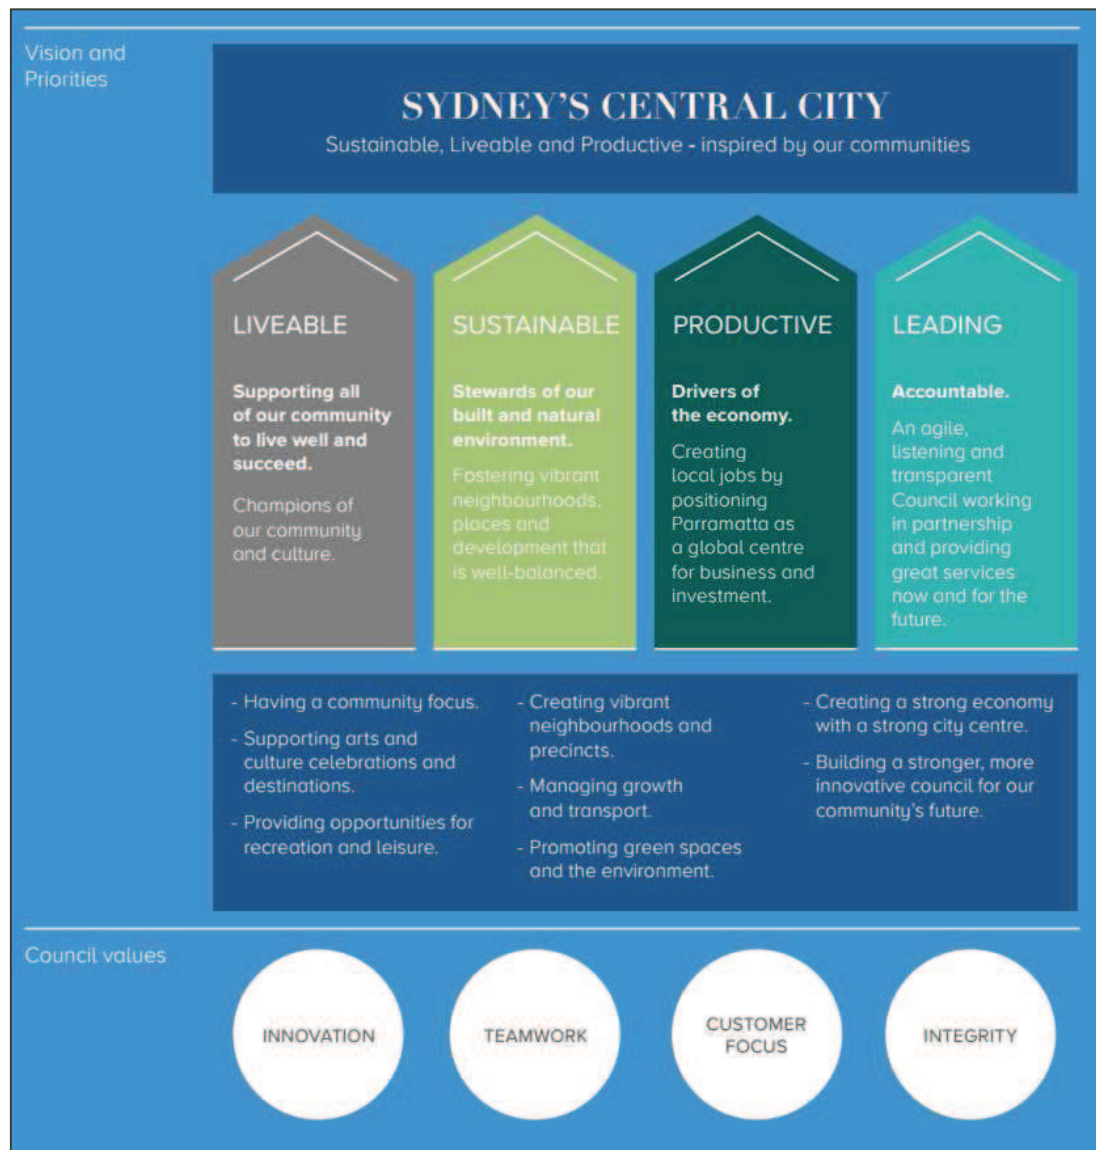 Vision and
Priorities
SYDNEY'S CENTRAL CITY
Sustainable, Liveable and Productive - inspired by our communities
LIVEABLE
Supporting all
of our community
to live well and
succeed.
Champions of
our community
and culture.
SUSTAINABLE
Stewards of our
built and natural
environment.
Fostering vibrant
neighbourhoods,
places and
development that
is well-balanced.
PRODUCTIVE
Drivers of
the economy.
Creating
local jobs by
positioning
Parramatta as
a global centre
for business and
investment.
LEADING
Accountable.
An agile,
listening and
transparent
Council working
in partnership
and providing
great services
now and for the
future.
- Having a community focus.
- Supporting arts and
culture celebrations and
destinations.
- Providing opportunities for
recreation and leisure.
- Creating vibrant
neighbourhoods and
precincts.
- Managing growth
and transport.
- Promoting green spaces
and the environment.
- Creating a strong economy
with a strong city centre.
- Building a stronger, more
innovative council for our
community's future.
Council values
INNOVATION
TEAMWORK
CUSTOMER
FOCUS
INTEGRITY